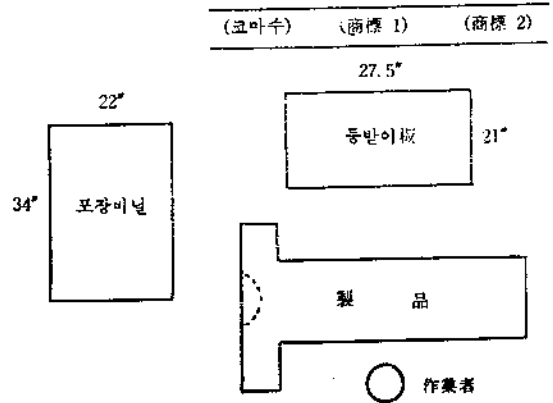 (코마수) (商標 1) (商標 2)
27.5"
22"
등받이板
21"
34"
포장비닐
製品
作業者